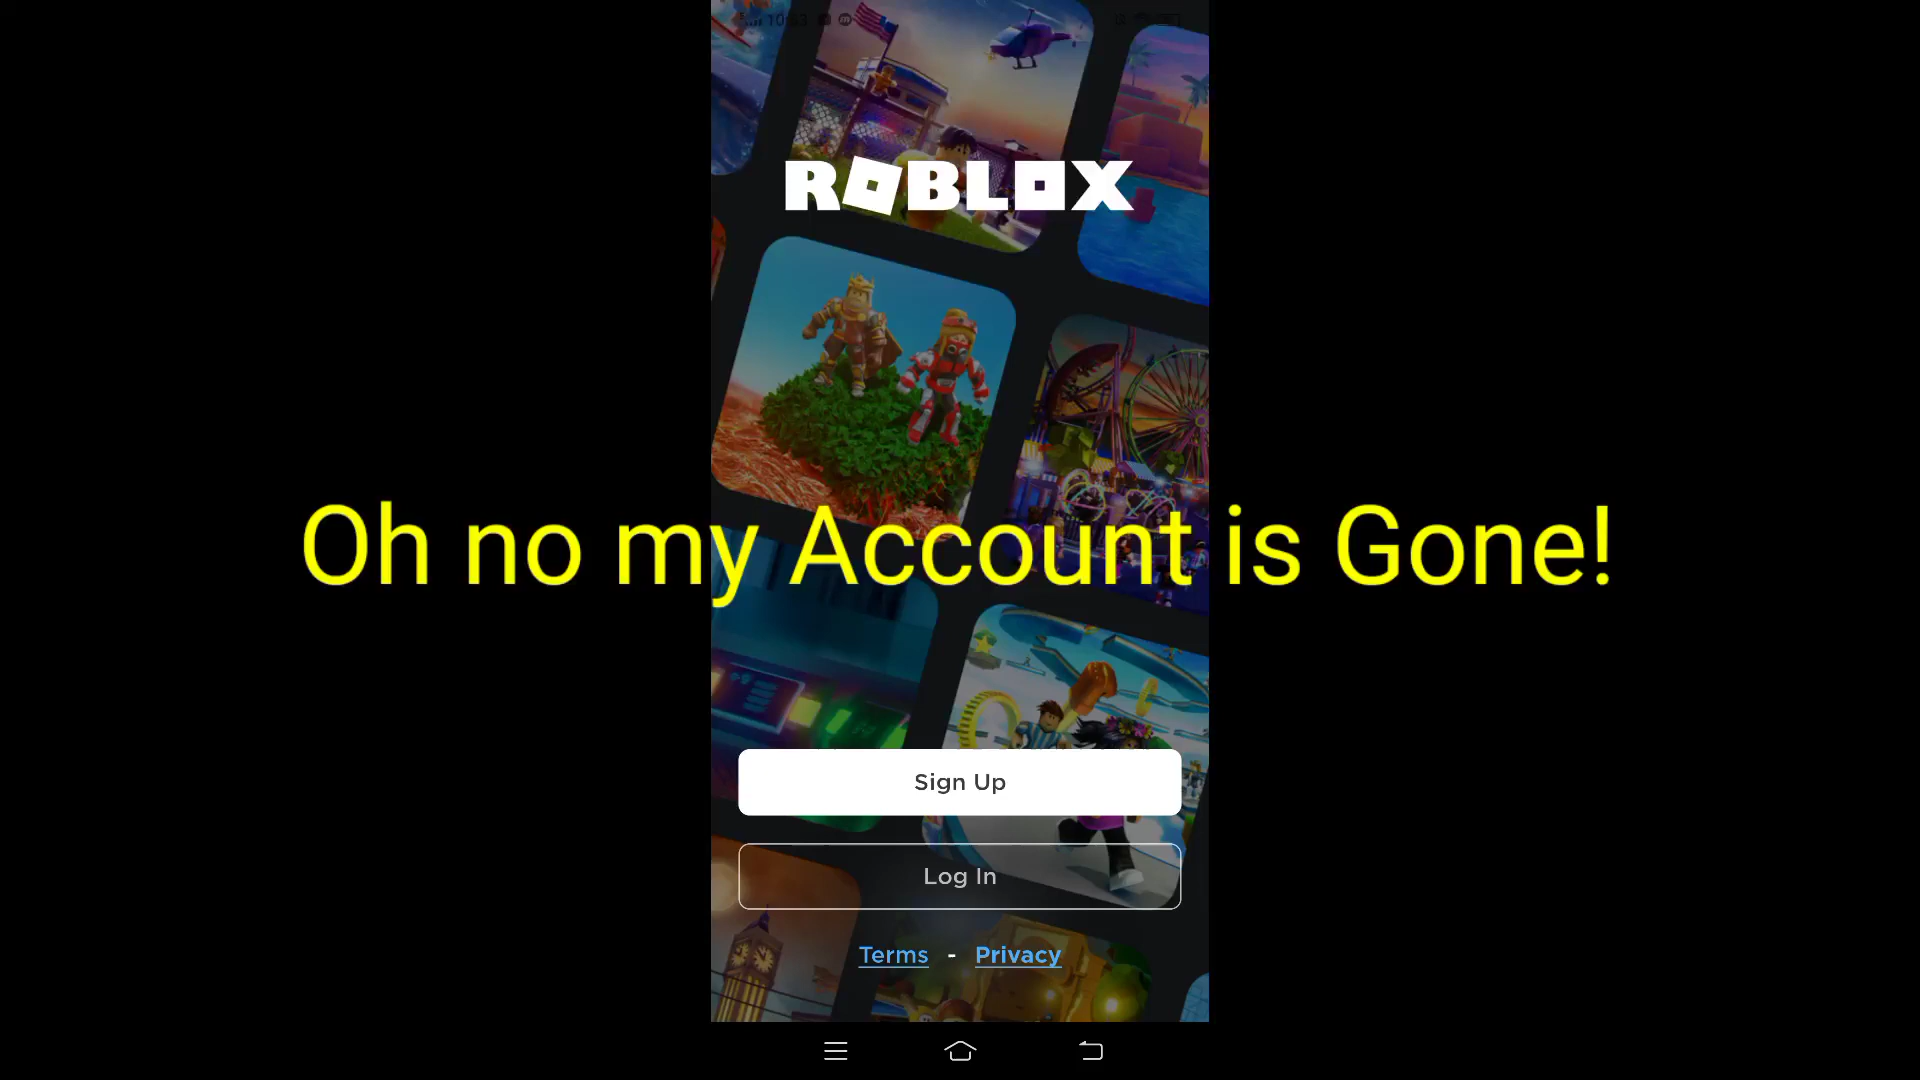 ROBLOX
Oh no my Account is Gone!
Sign Up
Log In
Terms - Privacy